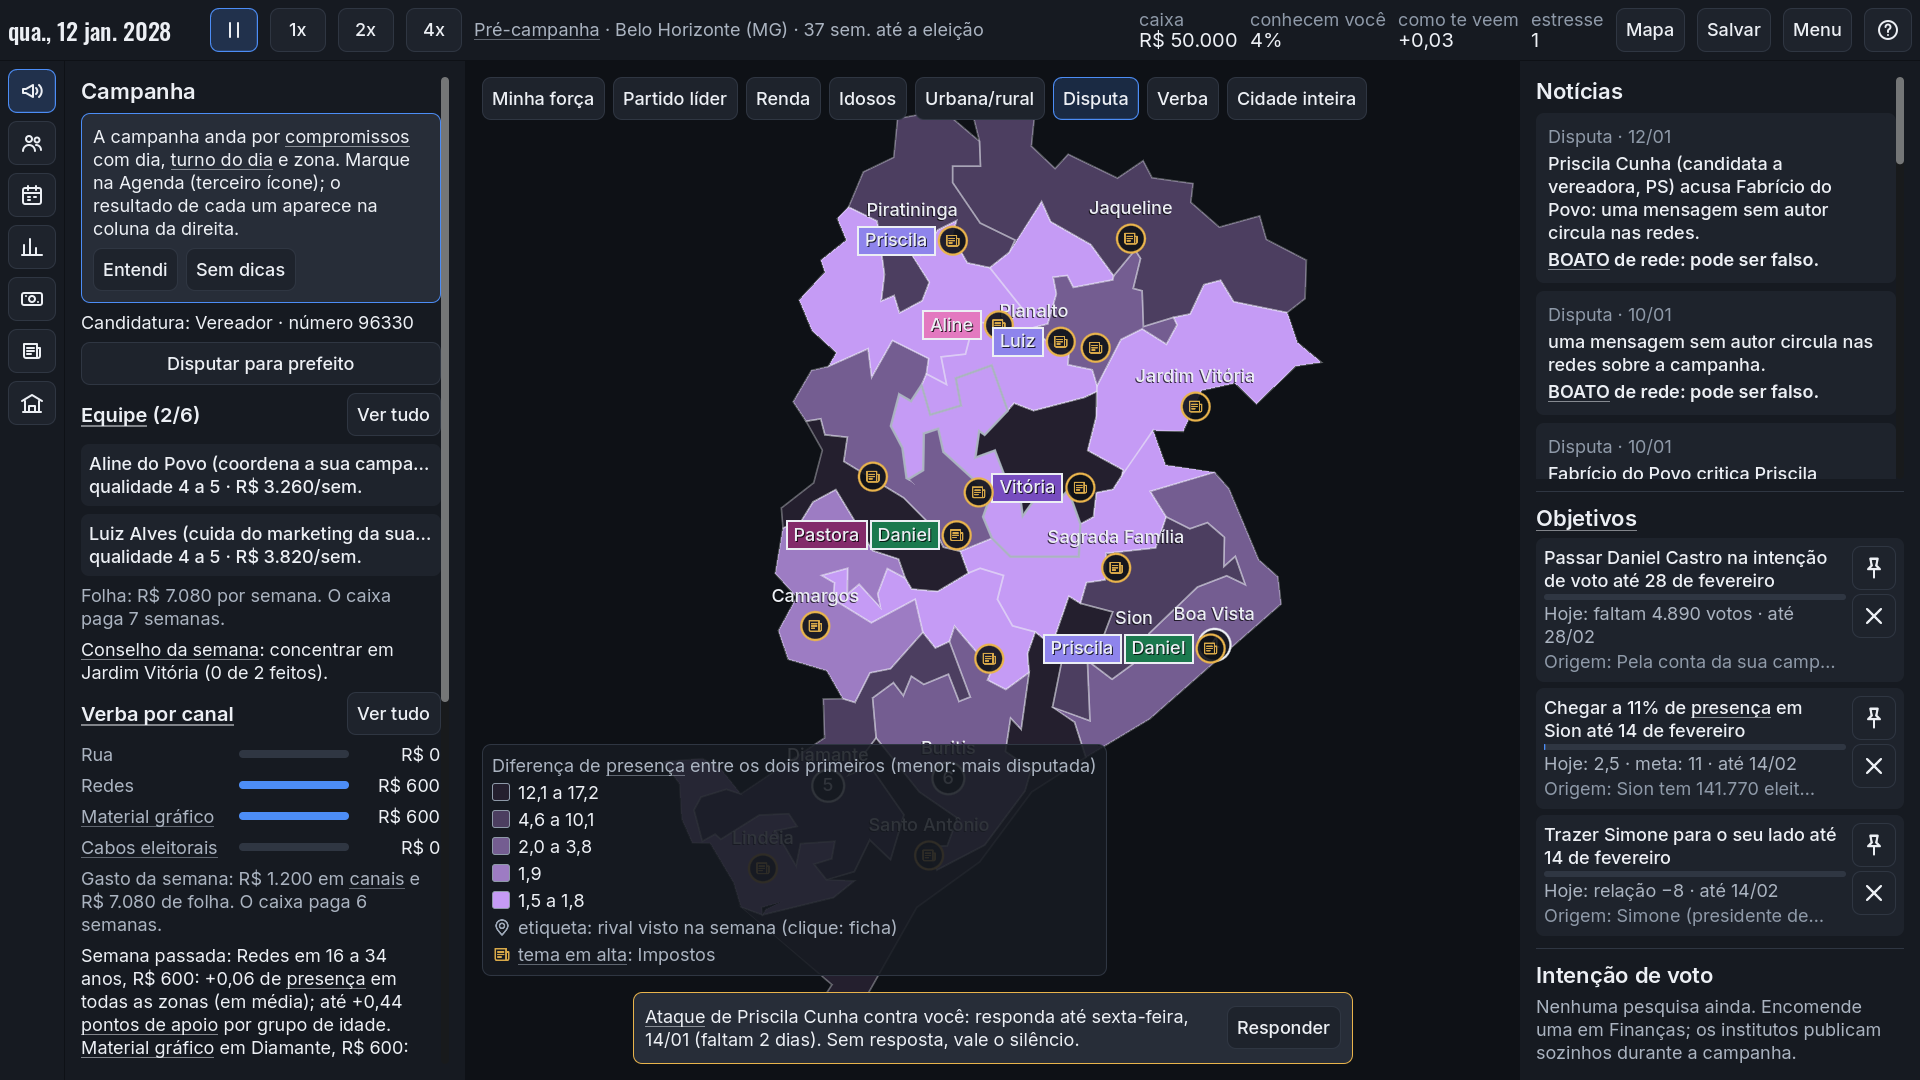 qua., 12 jan. 2028
1x
2x
4x
Pré-campanha · Belo Horizonte (MG) · 37 sem. até a eleição
caixa
R$ 50.000
conhecem você
4%
como te veem
+0,03
estresse
1
Mapa
Salvar
Menu
Campanha
A campanha anda por compromissos
com dia, turno do dia e zona. Marque
na Agenda (terceiro ícone); o
resultado de cada um aparece na
coluna da direita.
Entendi
Sem dicas
Candidatura: Vereador · número 96330
Disputar para prefeito
Equipe (2/6)
Ver tudo
Aline do Povo (coordena a sua campa...
qualidade 4 a 5 · R$ 3.260/sem.
Luiz Alves (cuida do marketing da sua...
qualidade 4 a 5 · R$ 3.820/sem.
Folha: R$ 7.080 por semana. O caixa
paga 7 semanas.
Conselho da semana: concentrar em
Jardim Vitória (0 de 2 feitos).
Verba por canal
Ver tudo
Rua R$ 0
Redes R$ 600
Material gráfico R$ 600
Cabos eleitorais R$ 0
Gasto da semana: R$ 1.200 em canais e
R$ 7.080 de folha. O caixa paga 6
semanas.
Semana passada: Redes em 16 a 34
anos, R$ 600: +0,06 de presença em
todas as zonas (em média); até +0,44
pontos de apoio por grupo de idade.
Material gráfico em Diamante, R$ 600:
Minha força
Partido líder
Renda
Idosos
Urbana/rural
Disputa
Verba
Cidade inteira
Piratininga
Priscila
Jaqueline
Planalto
Aline
Luiz
Jardim Vitória
Vitória
Pastora
Daniel
Sagrada Família
Camargos
Sion
Boa Vista
Priscila
Daniel
Buritis
Diamante
5
6
Santo Antônio
Lindéia
Diferença de presença entre os dois primeiros (menor: mais disputada)
12,1 a 17,2
4,6 a 10,1
2,0 a 3,8
1,9
1,5 a 1,8
etiqueta: rival visto na semana (clique: ficha)
tema em alta: Impostos
Ataque de Priscila Cunha contra você: responda até sexta-feira,
14/01 (faltam 2 dias). Sem resposta, vale o silêncio.
Responder
Notícias
Disputa · 12/01
Priscila Cunha (candidata a
vereadora, PS) acusa Fabrício do
Povo: uma mensagem sem autor
circula nas redes.
BOATO de rede: pode ser falso.
Disputa · 10/01
uma mensagem sem autor circula nas
redes sobre a campanha.
BOATO de rede: pode ser falso.
Disputa · 10/01
Fabrício do Povo critica Priscila
Objetivos
Passar Daniel Castro na intenção
de voto até 28 de fevereiro
Hoje: faltam 4.890 votos · até
28/02
Origem: Pela conta da sua camp...
Chegar a 11% de presença em
Sion até 14 de fevereiro
Hoje: 2,5 · meta: 11 · até 14/02
Origem: Sion tem 141.770 eleit...
Trazer Simone para o seu lado até
14 de fevereiro
Hoje: relação −8 · até 14/02
Origem: Simone (presidente de...
Intenção de voto
Nenhuma pesquisa ainda. Encomende
uma em Finanças; os institutos publicam
sozinhos durante a campanha.